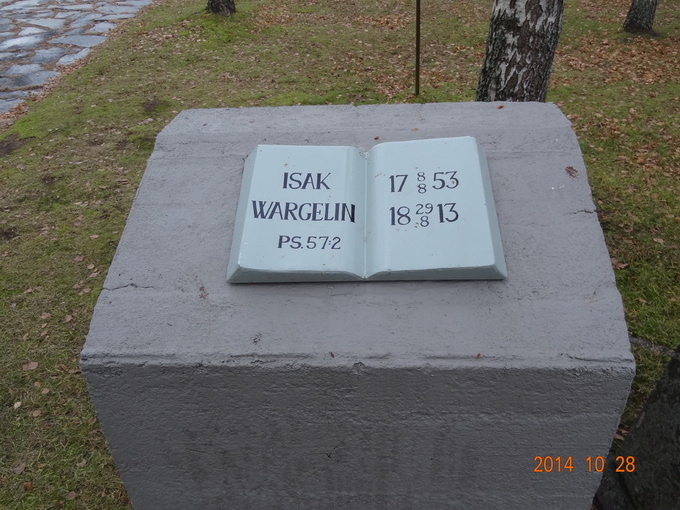 ISAK
WARGELIN
PS.57:2
17 8/8 53
18 29/8 13
2014 10 28